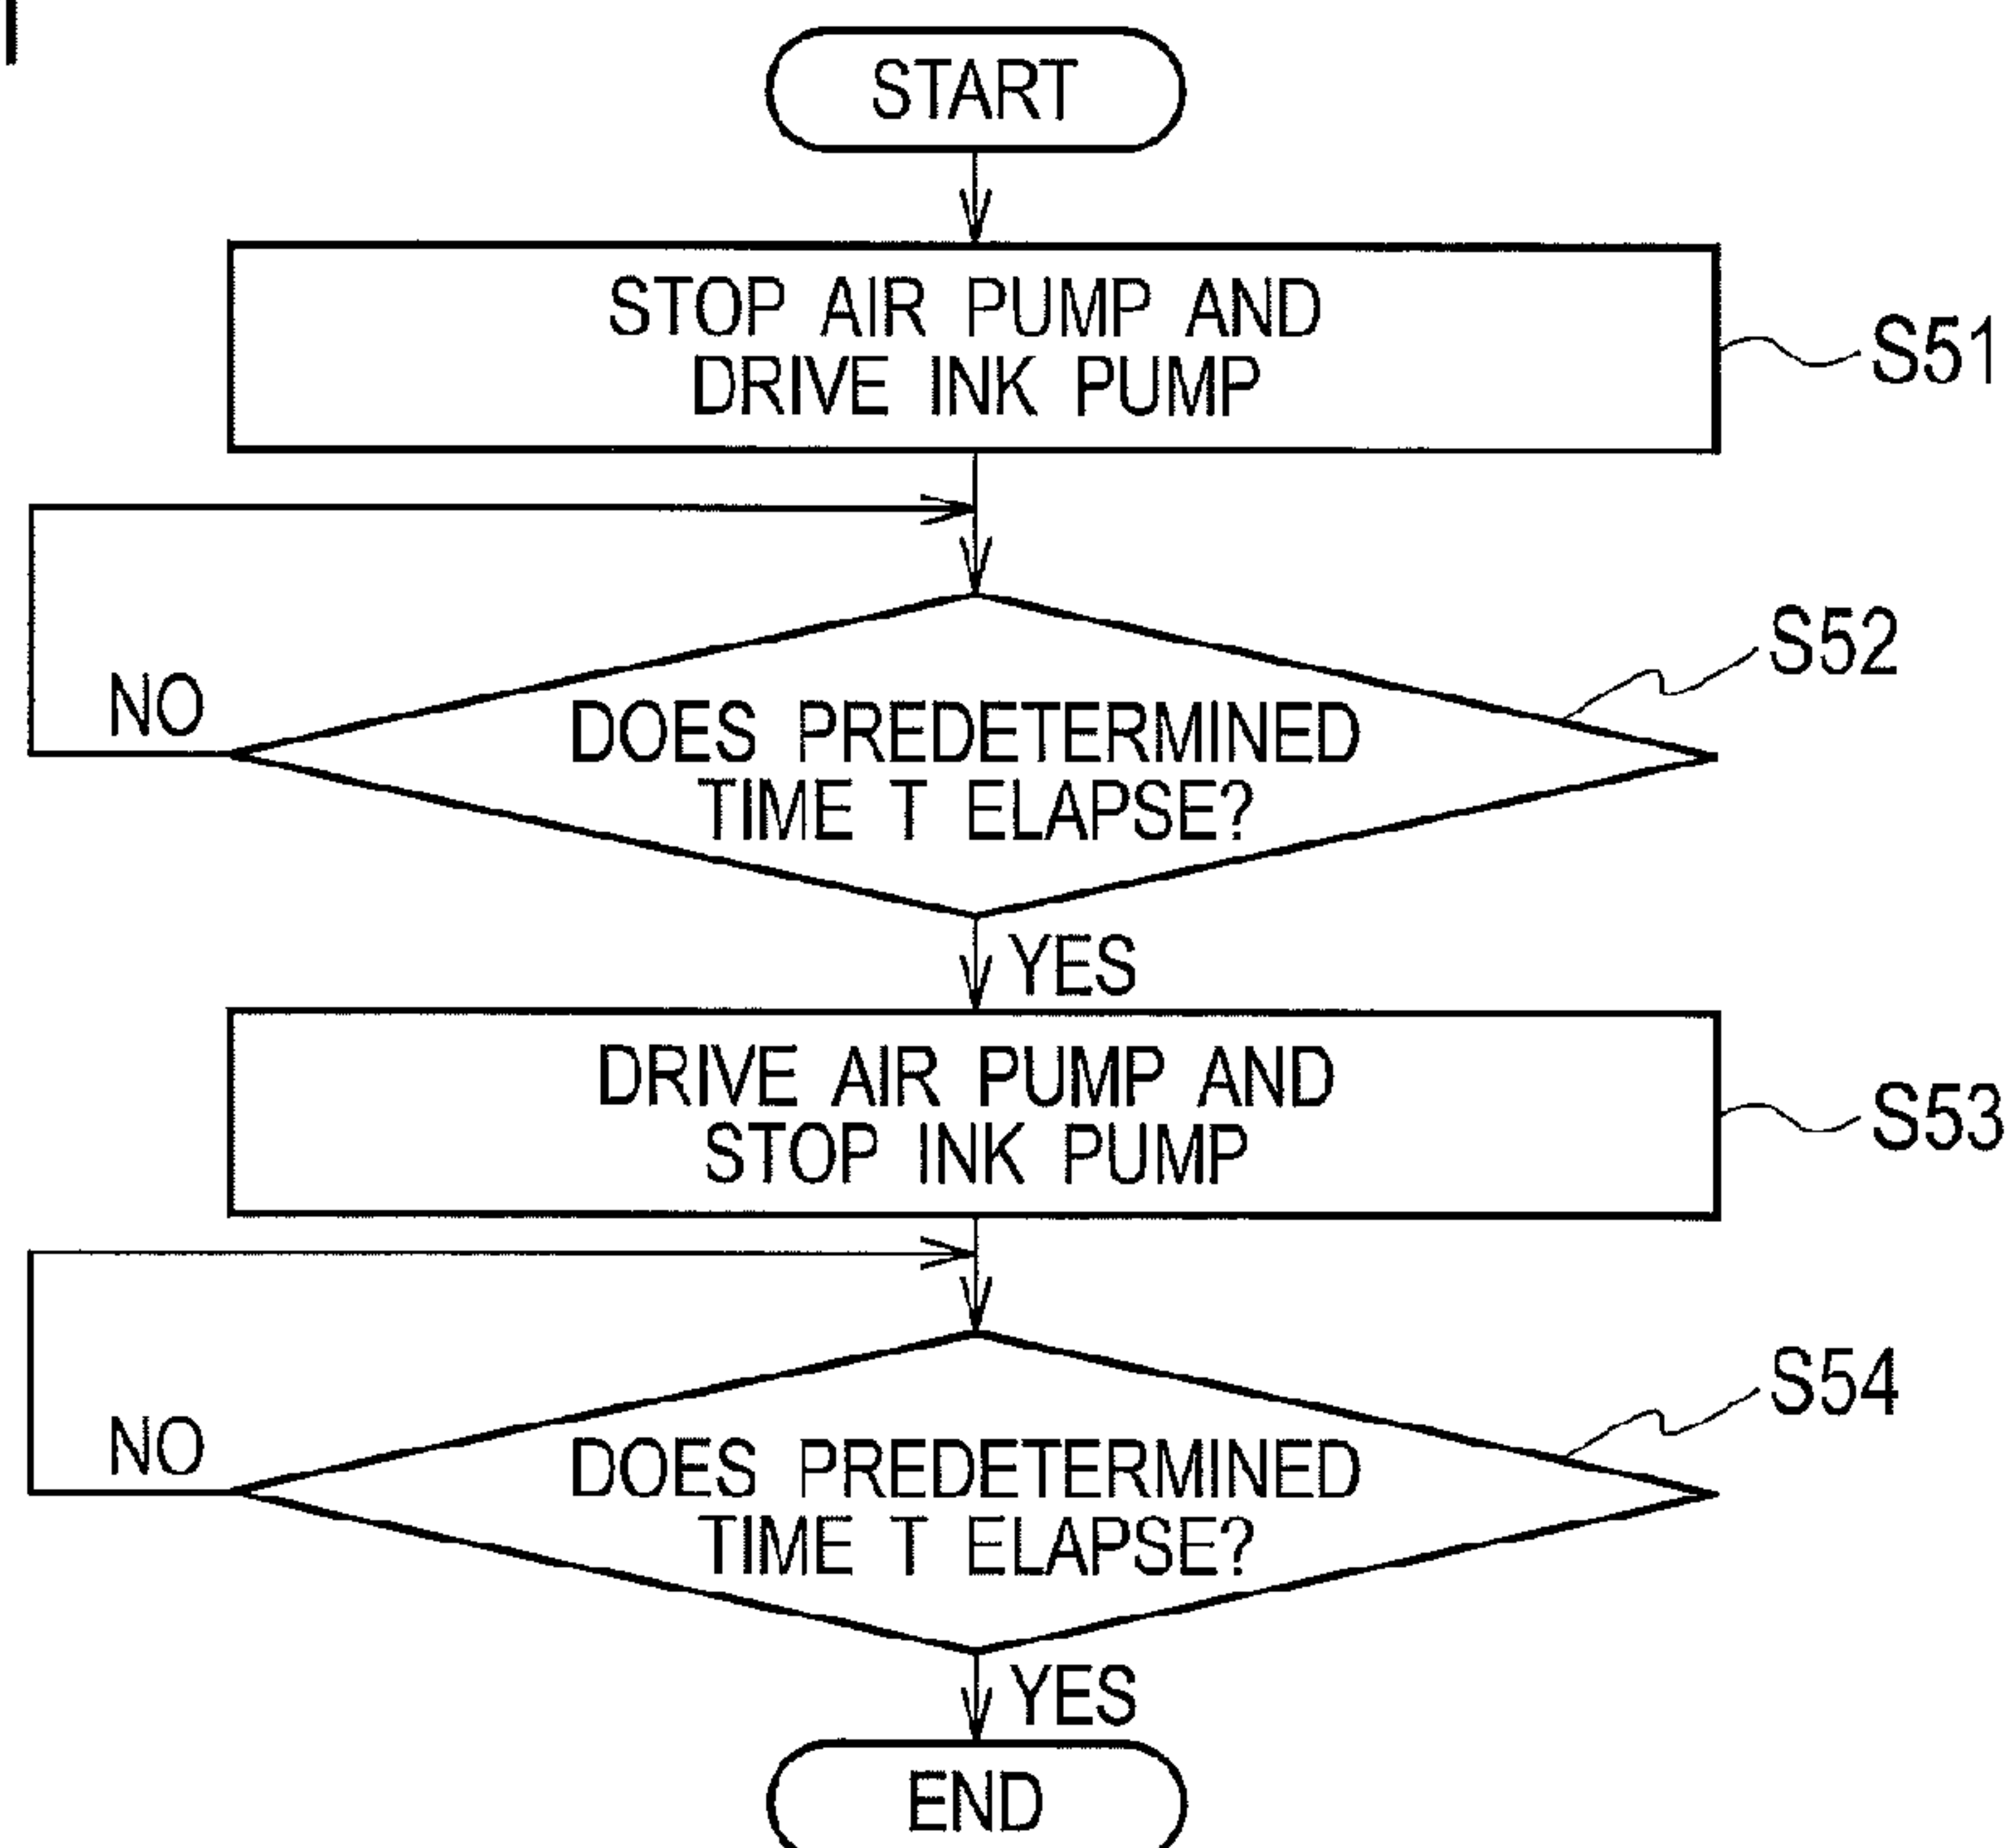 START
STOP AIR PUMP AND
DRIVE INK PUMP
S51
S52
NO
DOES PREDETERMINED
TIME T ELAPSE?
YES
DRIVE AIR PUMP AND
STOP INK PUMP
S53
S54
NO
DOES PREDETERMINED
TIME T ELAPSE?
YES
END